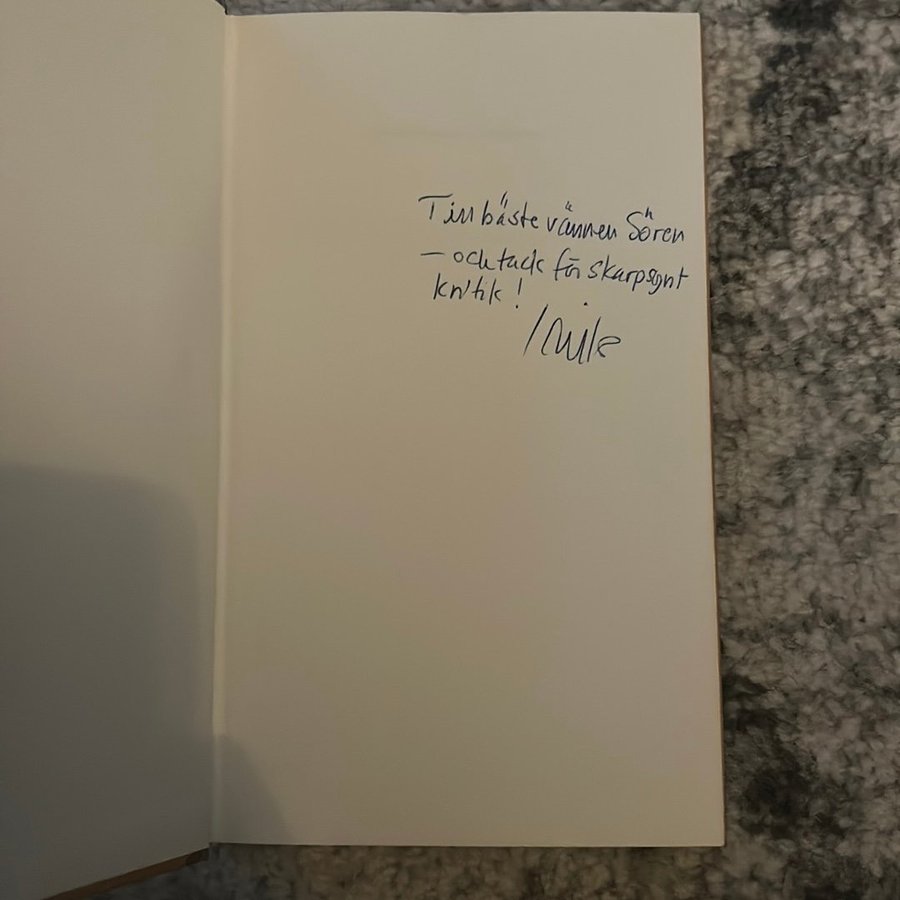 Till bäste vännen Sören
– och tack för skarpsynt
kritik!